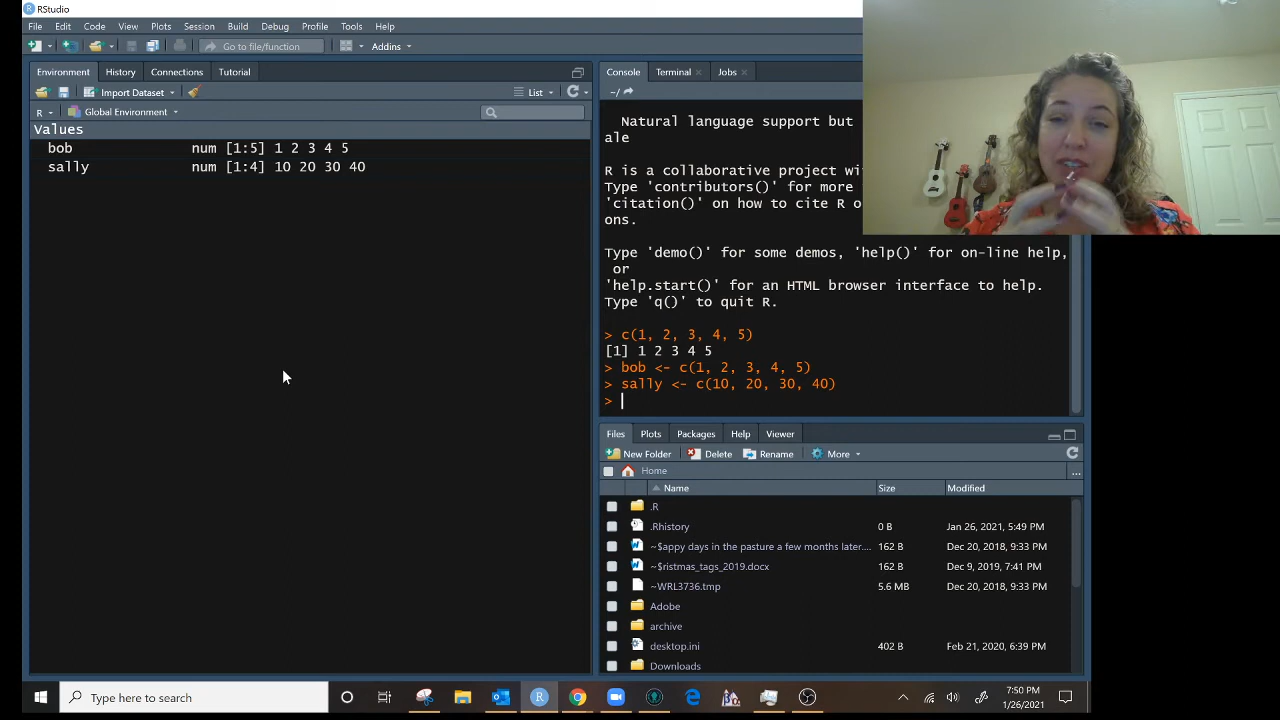 RStudio
File Edit Code View Plots Session Build Debug Profile Tools Help
Go to file/function Addins
Environment History Connections Tutorial
Import Dataset List
R Global Environment
Values
bob num [1:5] 1 2 3 4 5
sally num [1:4] 10 20 30 40
Console Terminal Jobs
~/
Natural language support but
ale
R is a collaborative project wi
Type 'contributors()' for more
'citation()' on how to cite R o
ons.
Type 'demo()' for some demos, 'help()' for on-line help,
or
'help.start()' for an HTML browser interface to help.
Type 'q()' to quit R.
> c(1, 2, 3, 4, 5)
[1] 1 2 3 4 5
> bob <- c(1, 2, 3, 4, 5)
> sally <- c(10, 20, 30, 40)
>
Files Plots Packages Help Viewer
New Folder Delete Rename More
Home ...
Name Size Modified
.R
.Rhistory 0 B Jan 26, 2021, 5:49 PM
~$appy days in the pasture a few months later.... 162 B Dec 20, 2018, 9:33 PM
~$ristmas_tags_2019.docx 162 B Dec 9, 2019, 7:41 PM
~WRL3736.tmp 5.6 MB Dec 20, 2018, 9:33 PM
Adobe
archive
desktop.ini 402 B Feb 21, 2020, 6:39 PM
Downloads
Type here to search
7:50 PM
1/26/2021